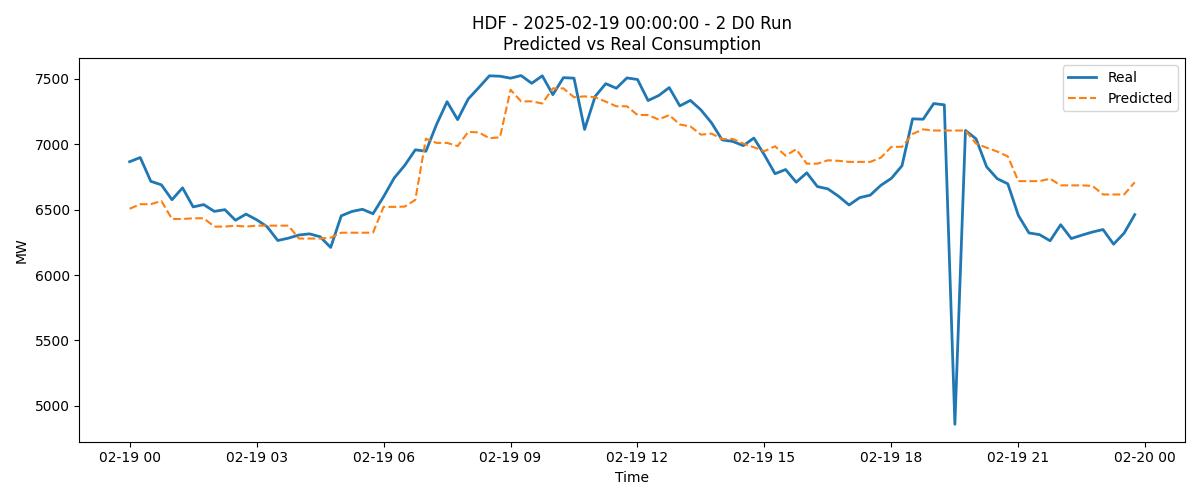 HDF - 2025-02-19 00:00:00 - 2 D0 Run
Predicted vs Real Consumption
Real
Predicted
MW
7500
7000
6500
6000
5500
5000
02-19 00
02-19 03
02-19 06
02-19 09
02-19 12
02-19 15
02-19 18
02-19 21
02-20 00
Time